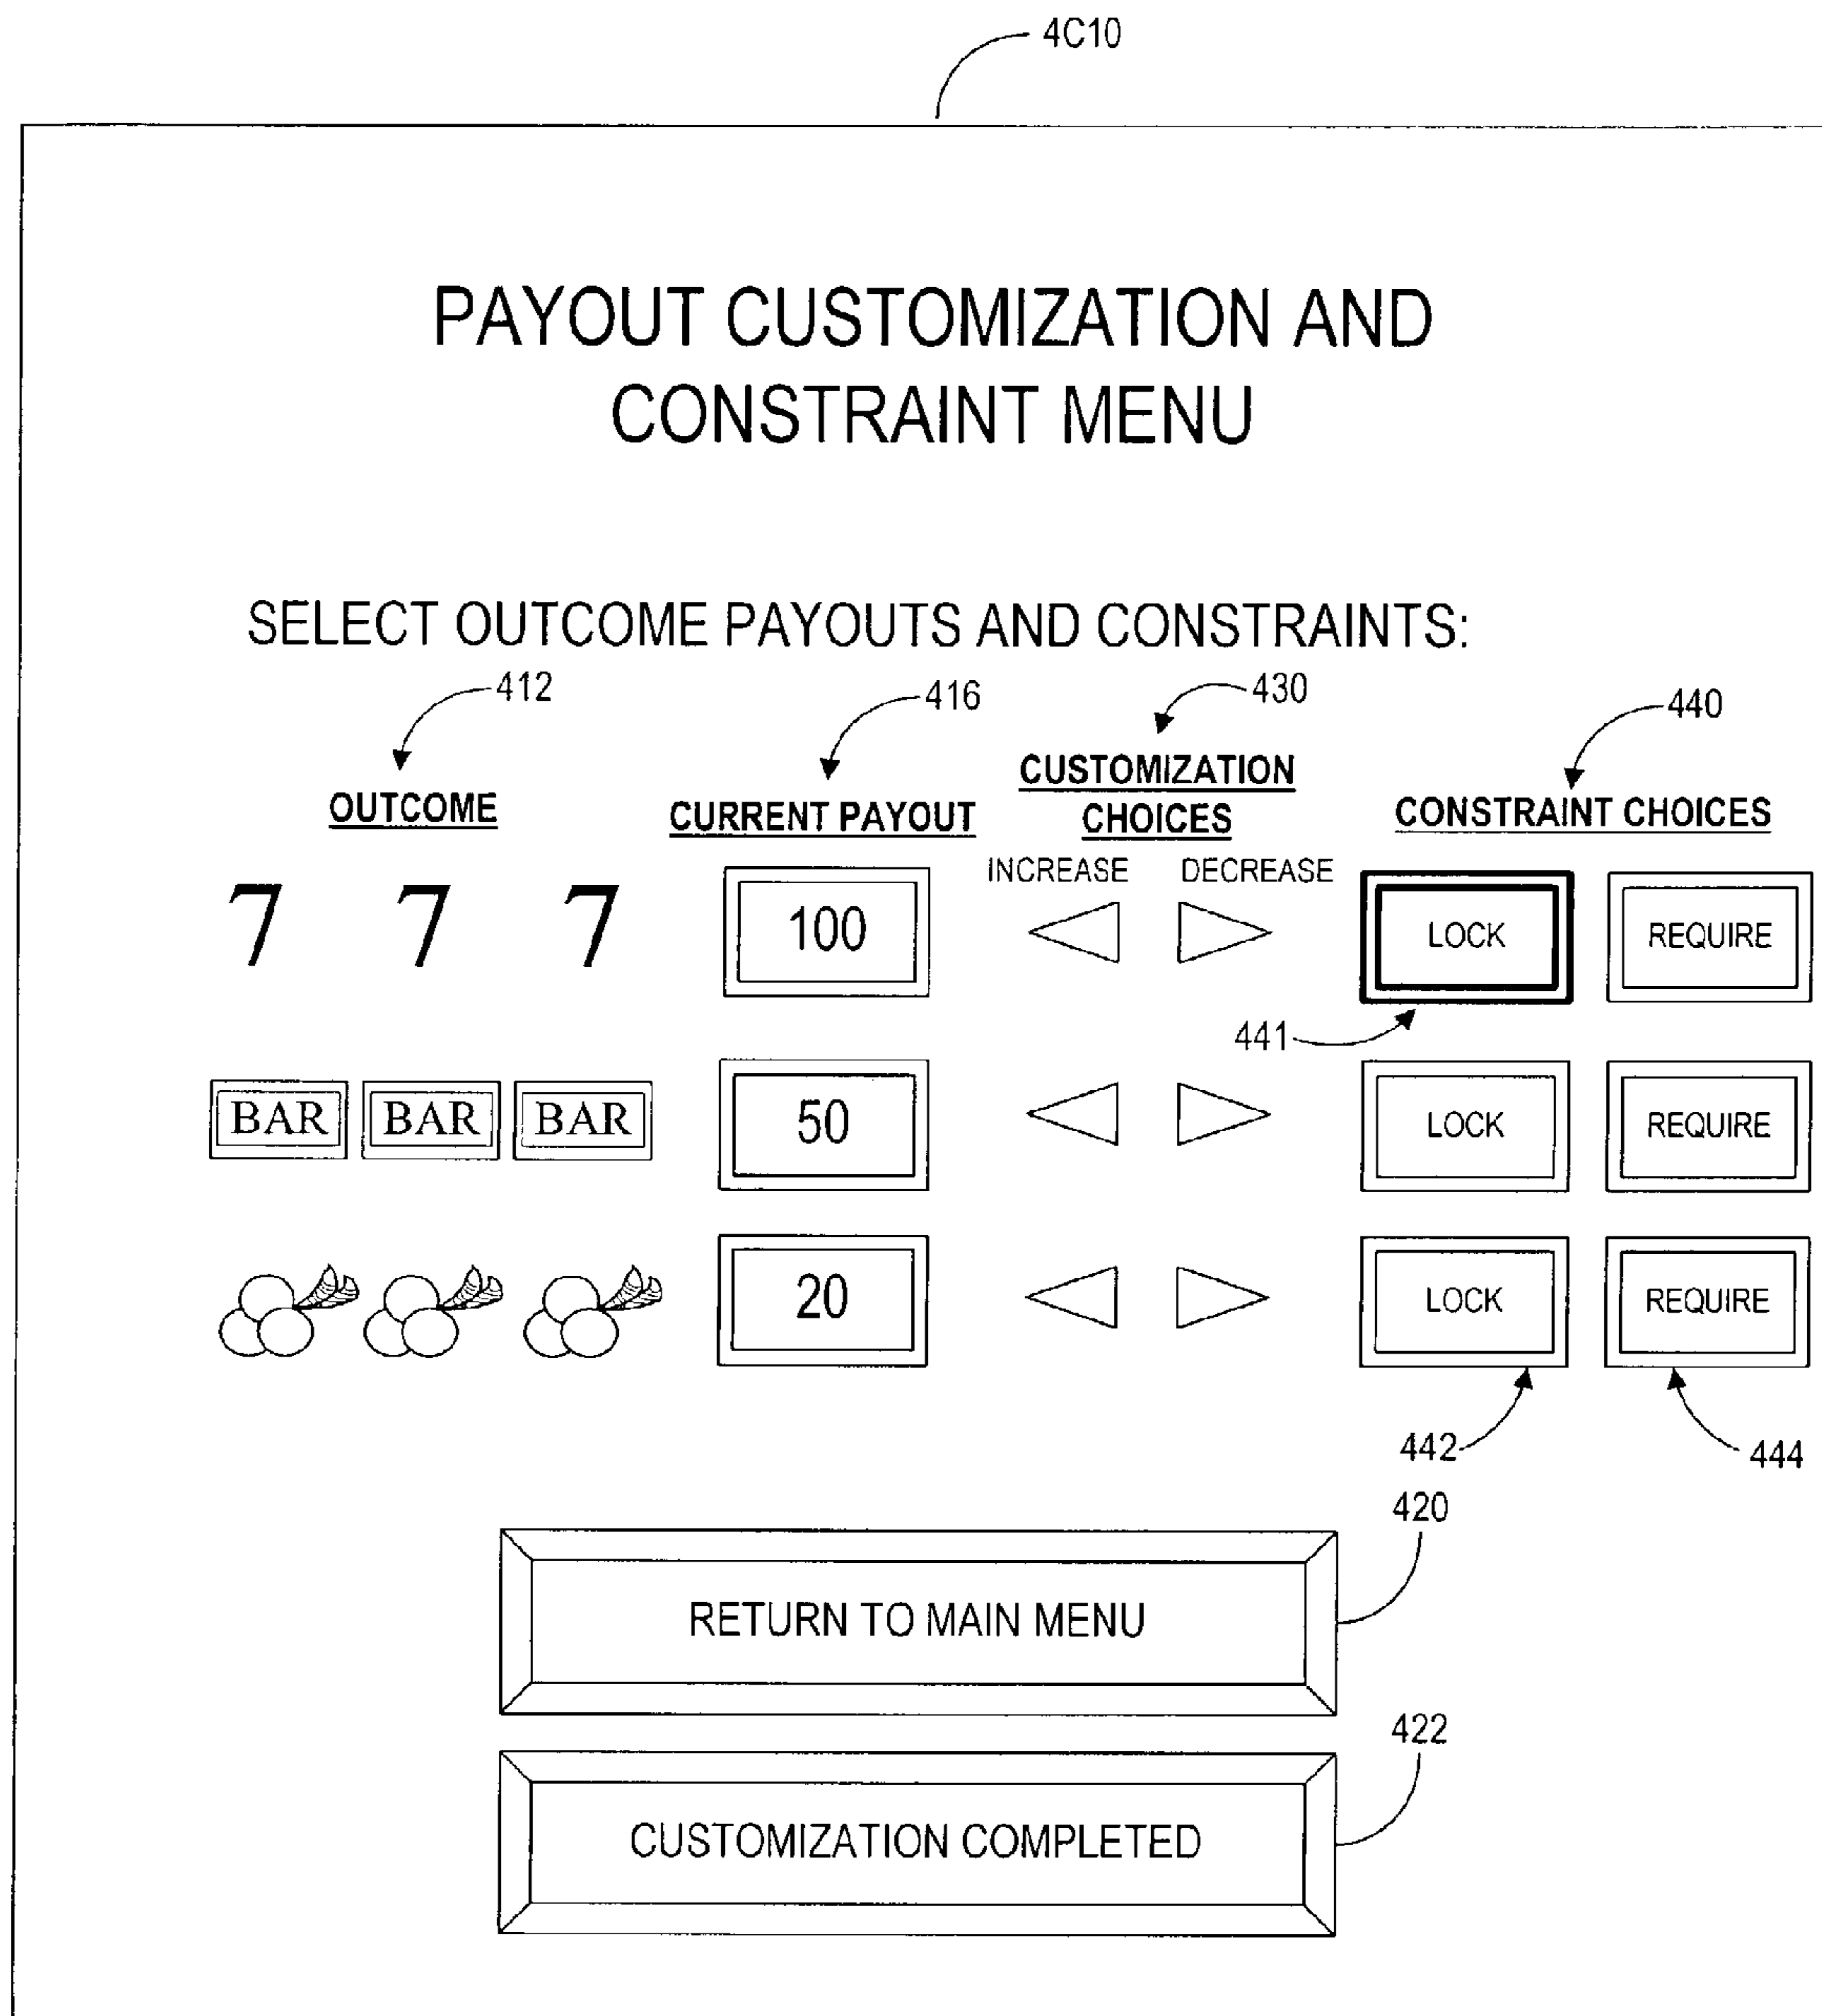 4C10
PAYOUT CUSTOMIZATION AND
CONSTRAINT MENU
SELECT OUTCOME PAYOUTS AND CONSTRAINTS:
412
416
430
440
OUTCOME
CURRENT PAYOUT
CUSTOMIZATION
CHOICES
CONSTRAINT CHOICES
INCREASE DECREASE
7 7 7 100 LOCK REQUIRE
441
BAR BAR BAR 50 LOCK REQUIRE
20 LOCK REQUIRE
442
444
420
RETURN TO MAIN MENU
422
CUSTOMIZATION COMPLETED